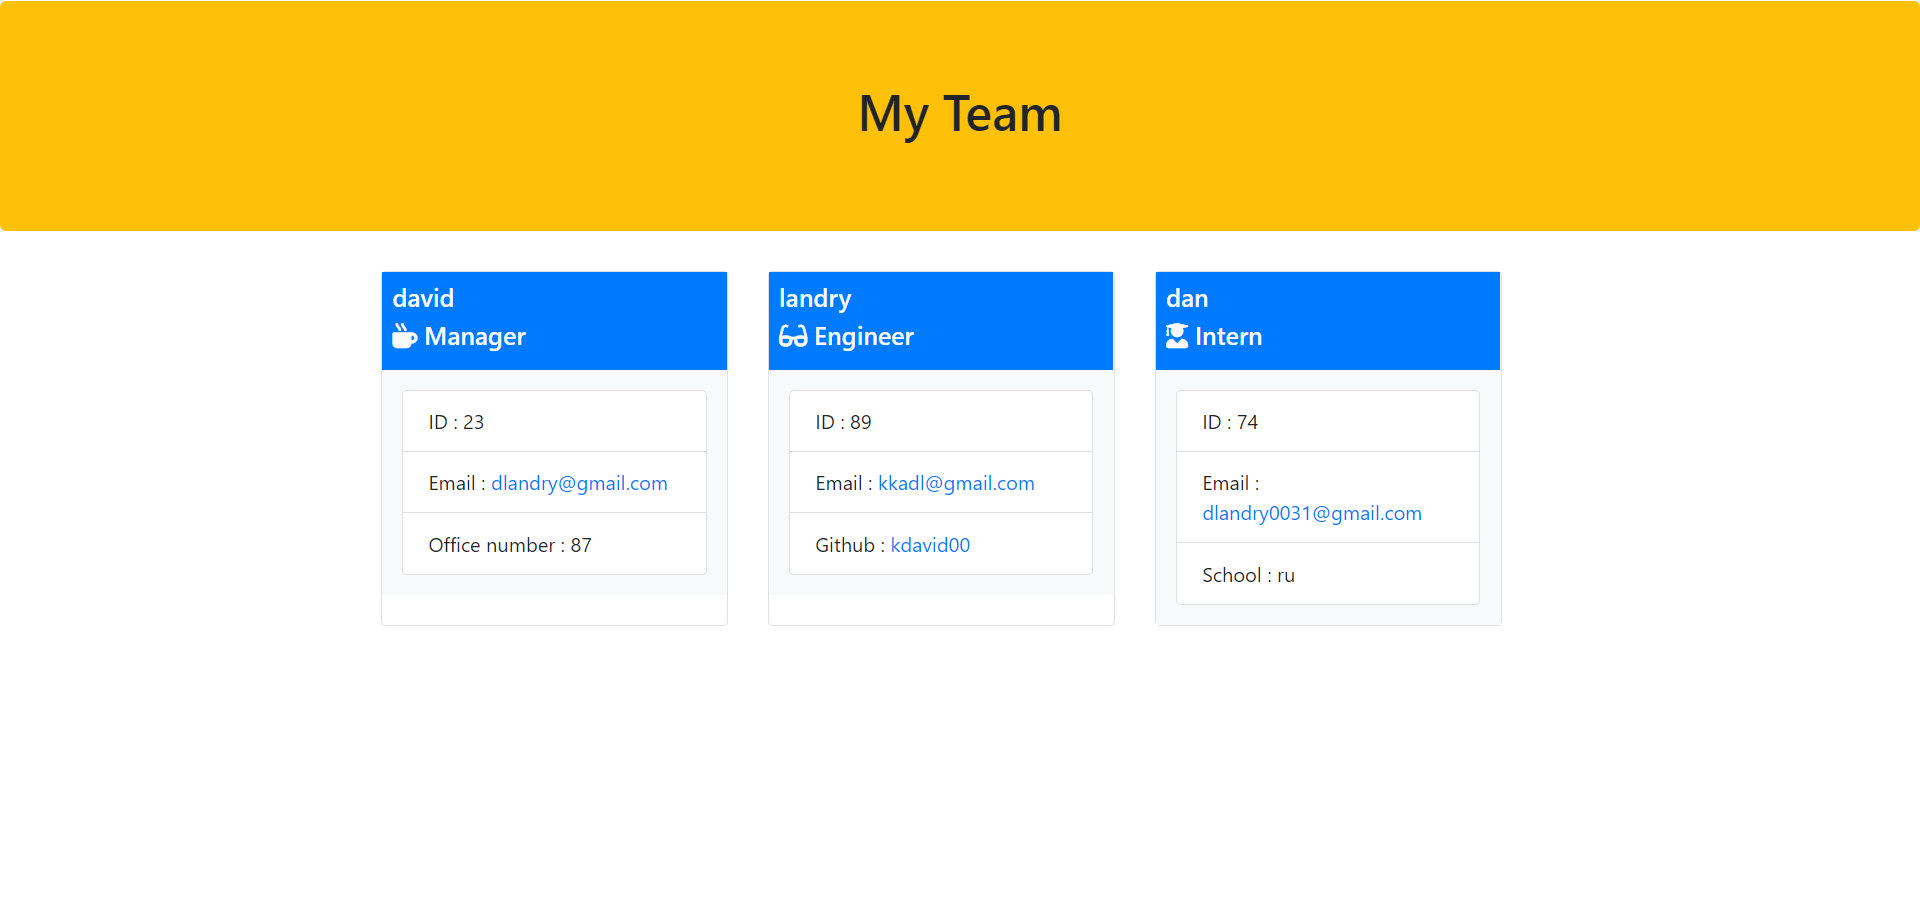 My Team
david
Manager
ID : 23
Email : dlandry@gmail.com
Office number : 87
landry
Engineer
ID : 89
Email : kkadl@gmail.com
Github : kdavid00
dan
Intern
ID : 74
Email :
dlandry0031@gmail.com
School : ru